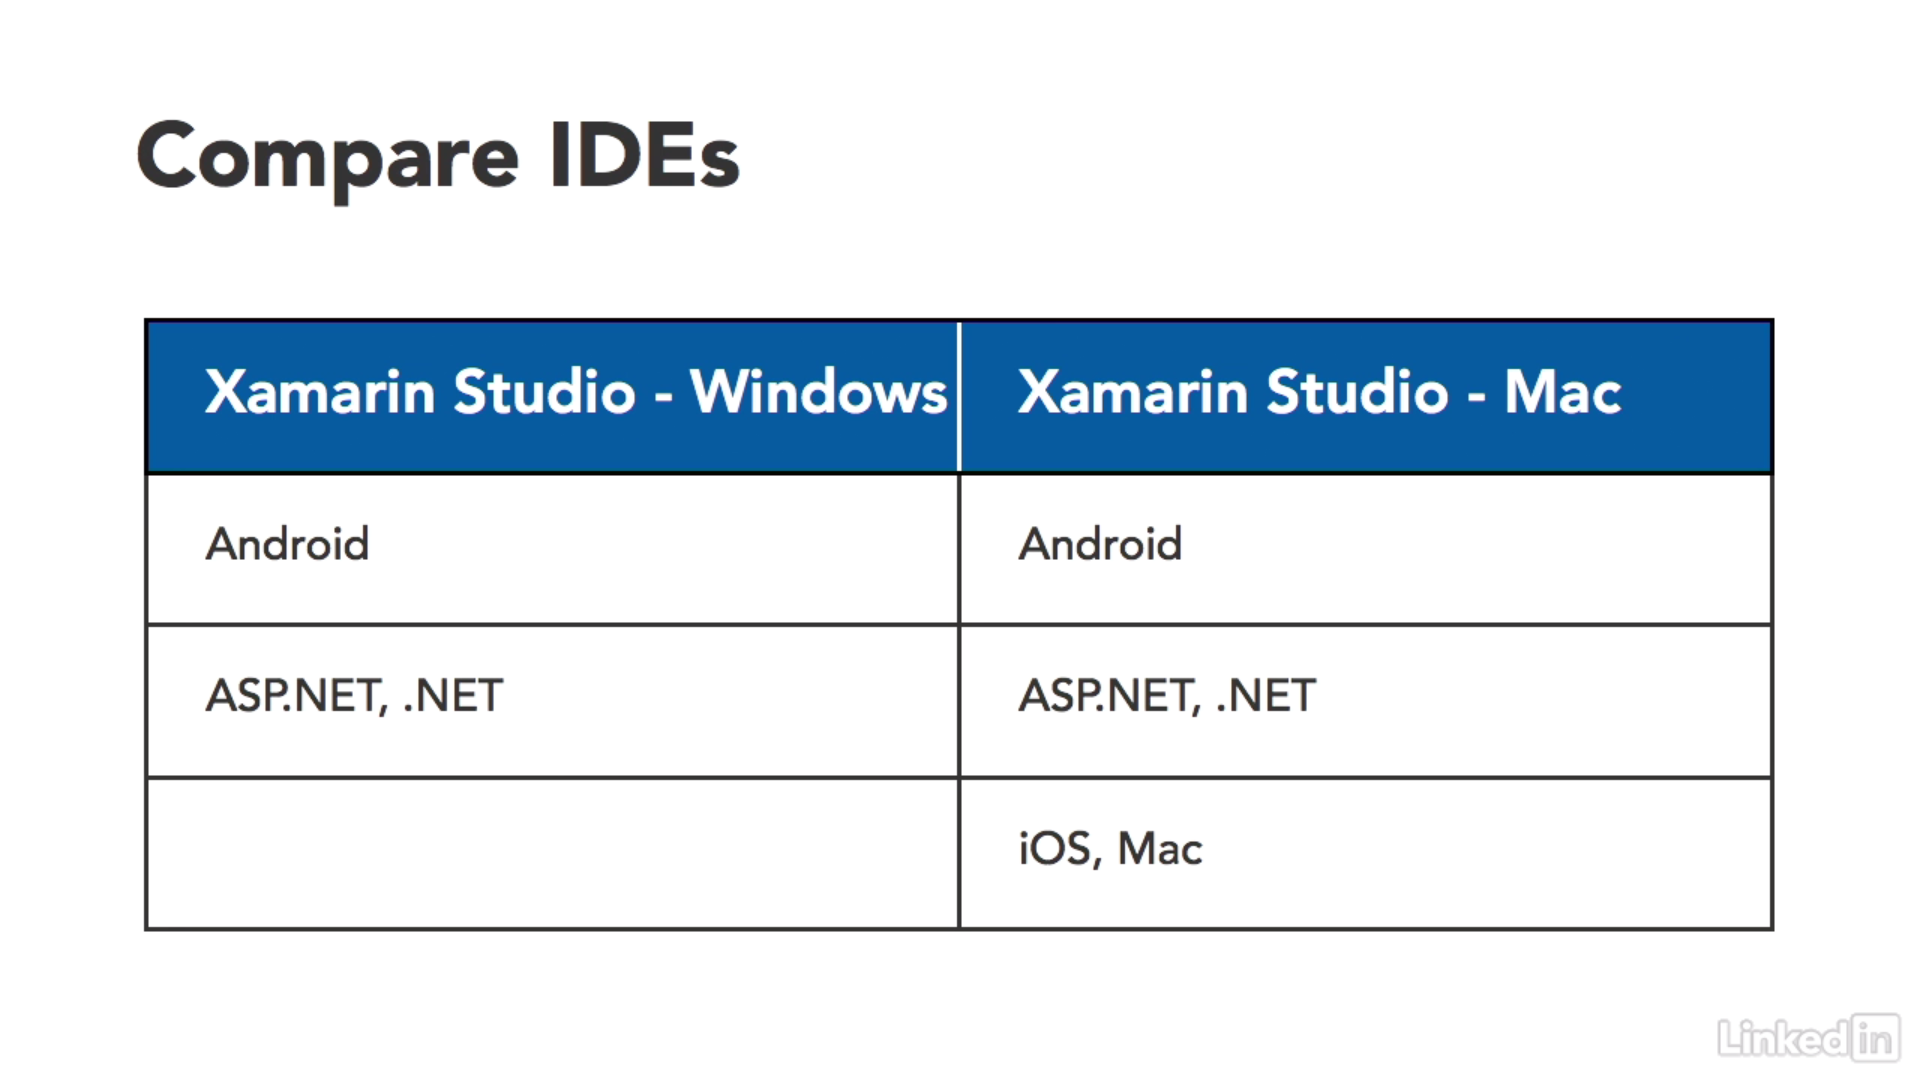 Compare IDEs
Xamarin Studio - Windows
Xamarin Studio - Mac
Android
Android
ASP.NET, .NET
ASP.NET, .NET
iOS, Mac
Linkedin